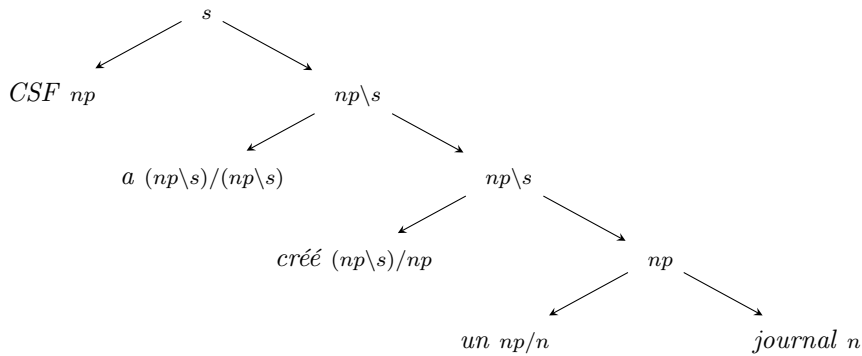 s
CSF np np\s
a (np\s)/(np\s) np\s
créé (np\s)/np np
un np/n journal n